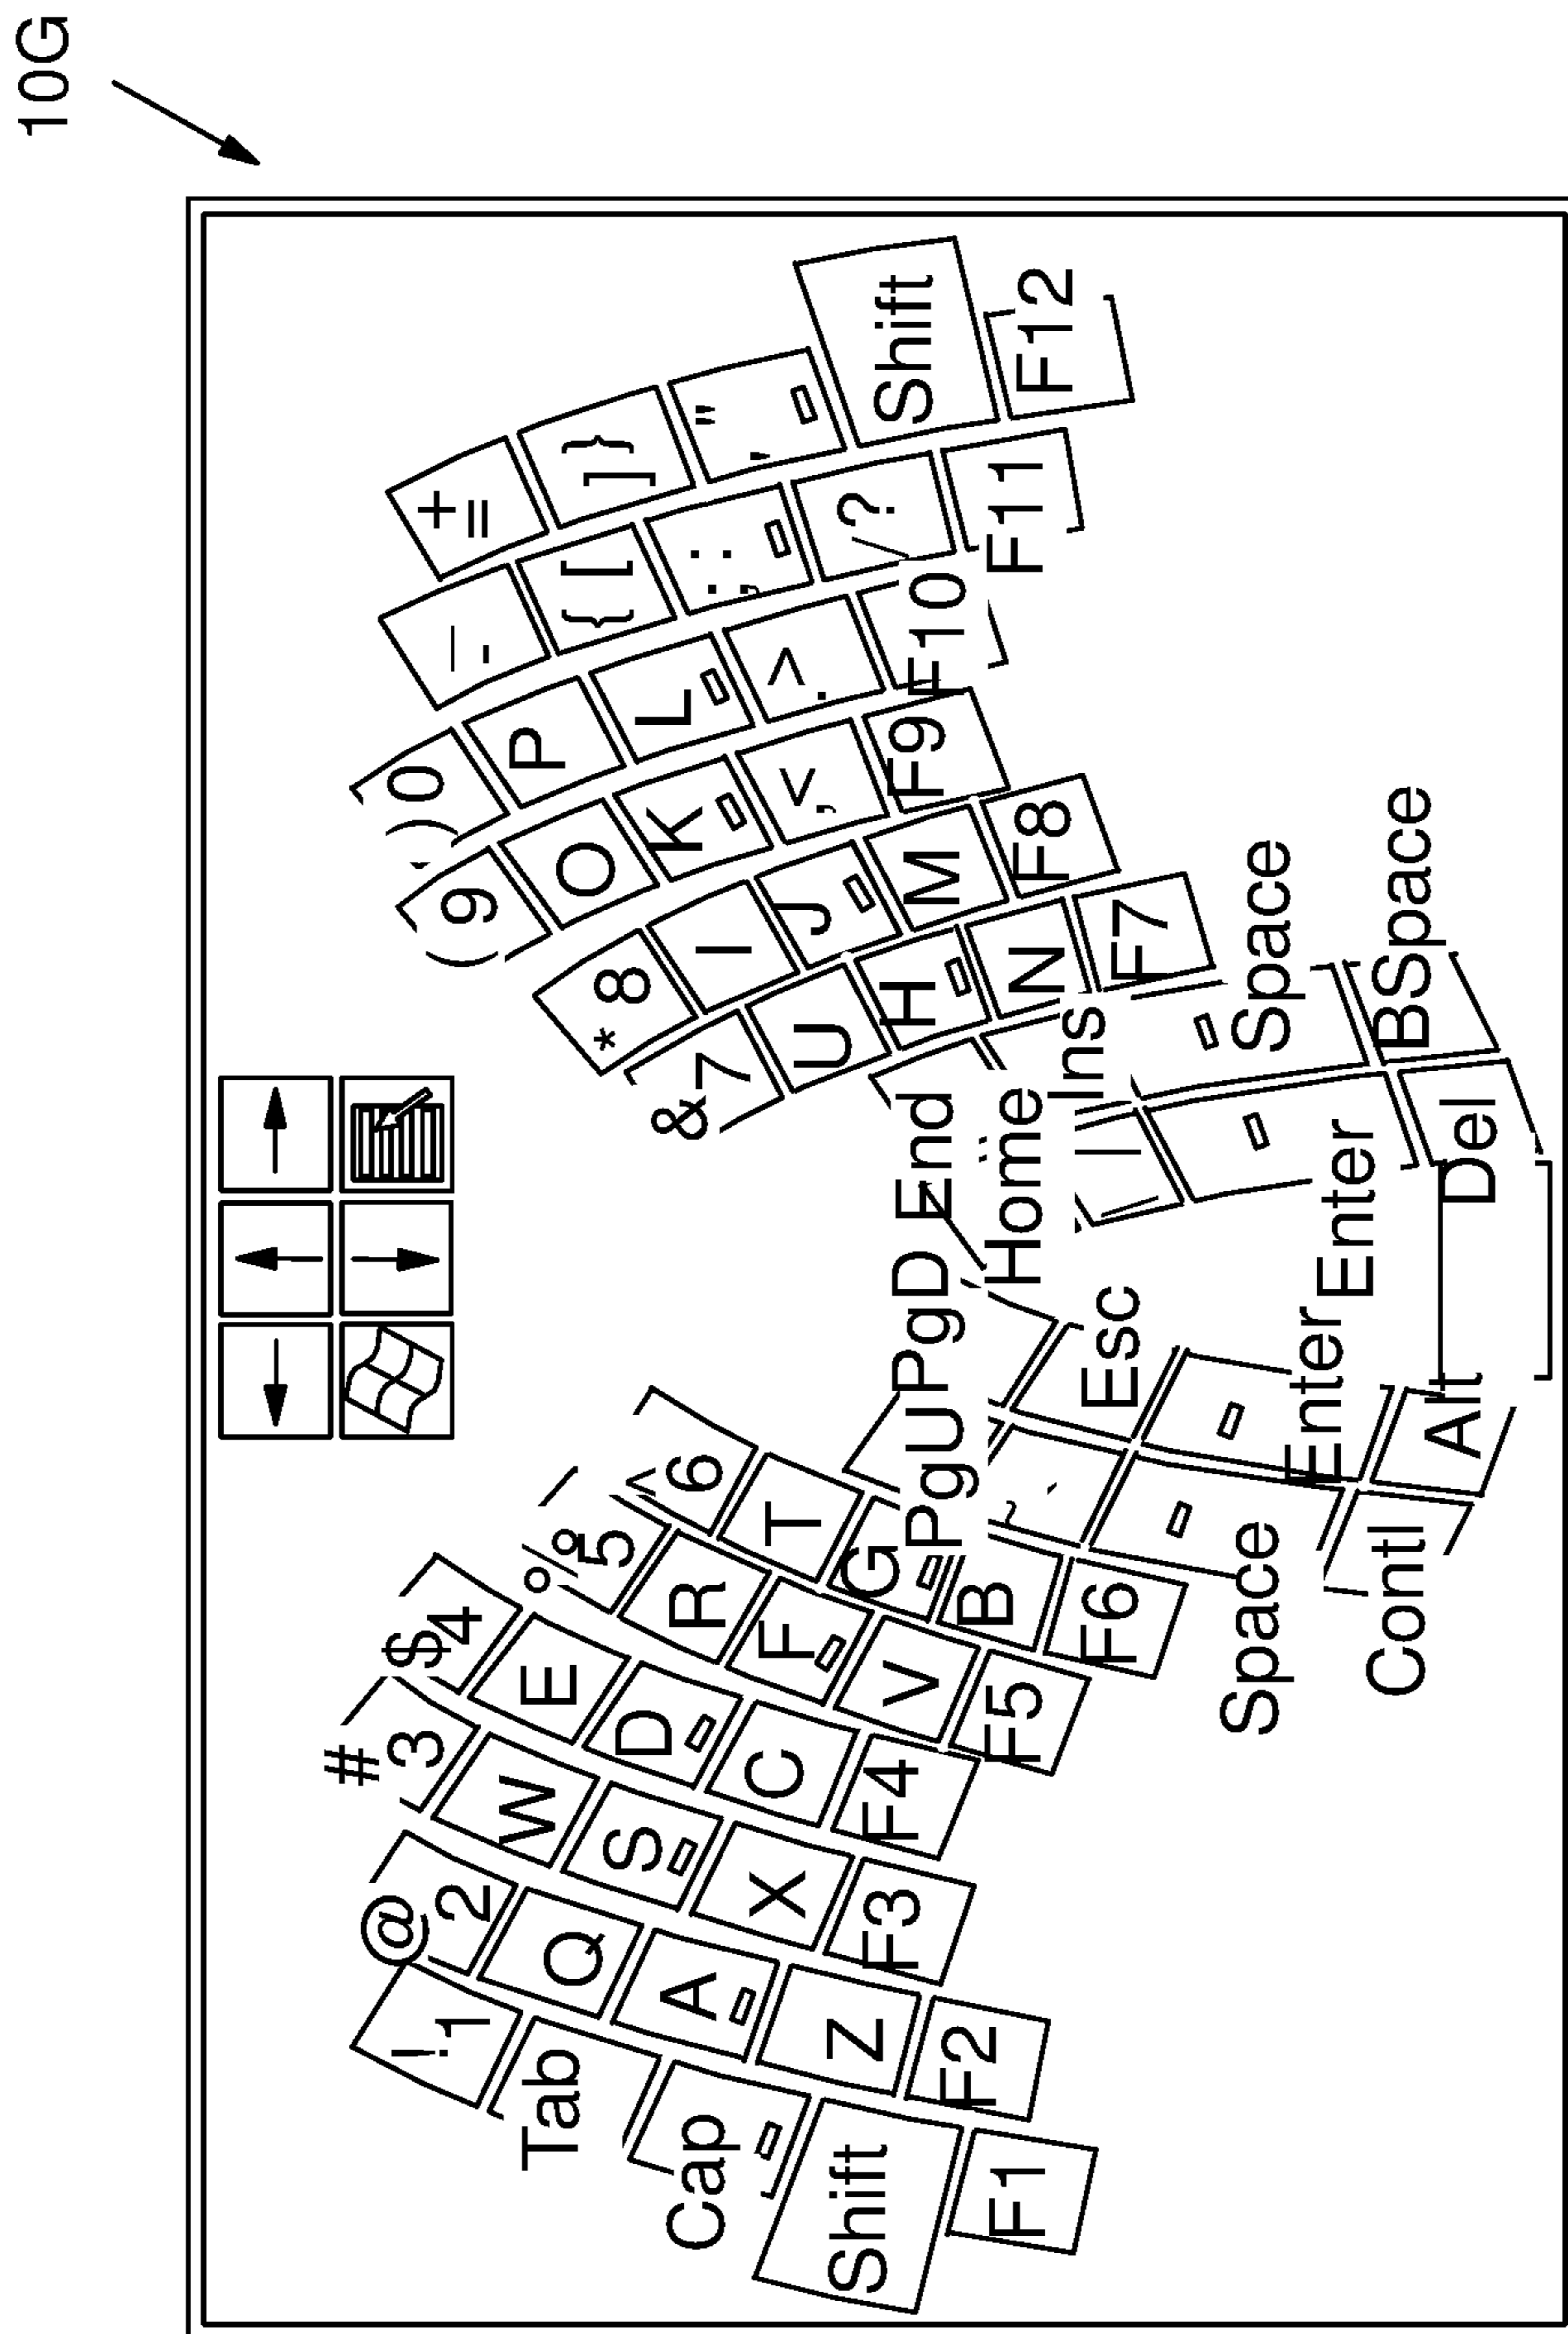 10G
! 1 @ 2 # 3 $ 4 % 5 ^ 6 & 7 * 8 ( 9 ) 0 _ - + =
Tab Q W E R T U I O P { [ ] }
Cap A S D F G H J K L : ; ' "
Shift Z X C V B N M < , > . / ? Shift
F1 F2 F3 F4 F5 F6 F7 F8 F9 F10 F11 F12
PgU PgD End
~ ` Esc Home | \ Ins
Space Enter Enter Space
Contl Alt Del BSpace